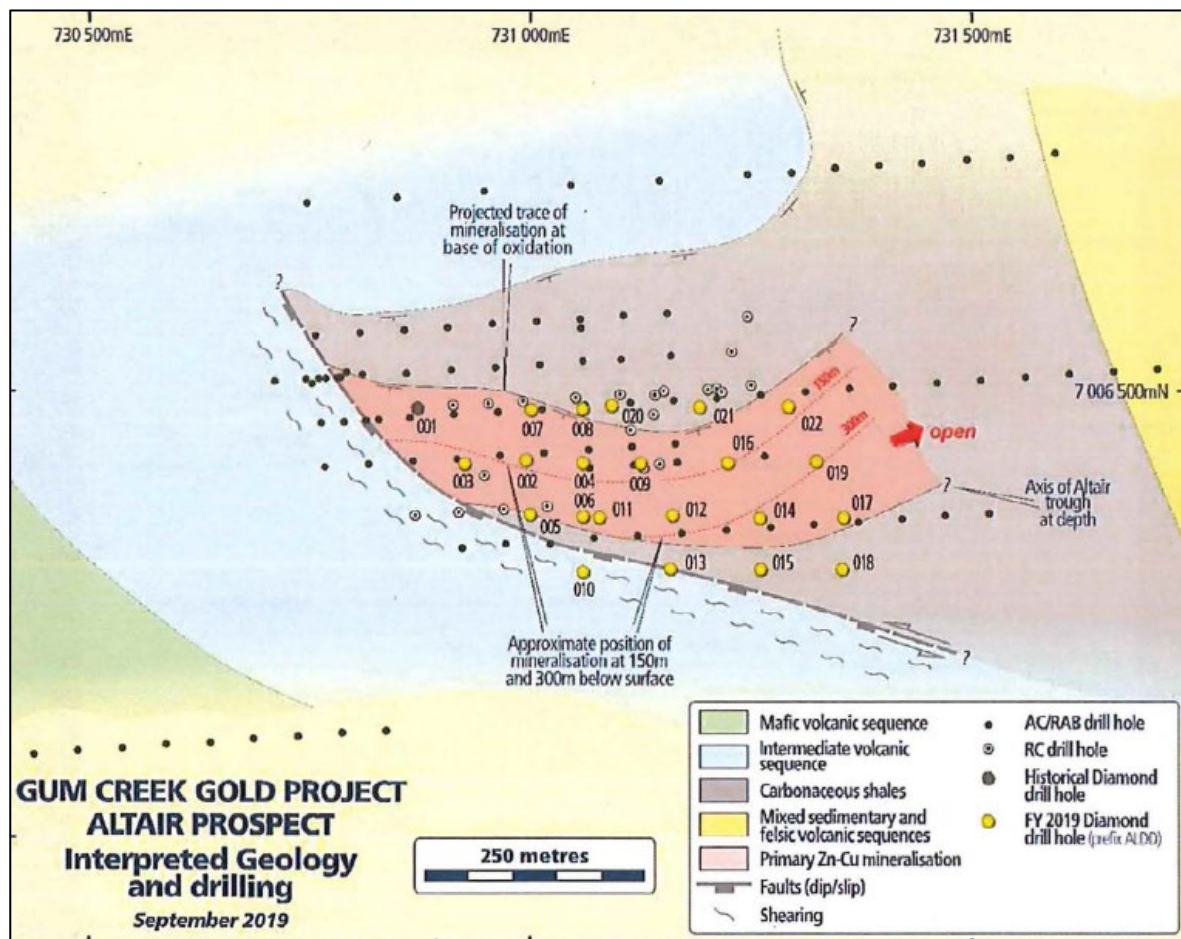 730 500mE
731 000mE
731 500mE
Projected trace of
mineralisation at
base of oxidation
?
?
7 006 500mN
150m
300m
open
001
007
008
020
021
022
003
002
004
009
016
019
006
005
011
012
014
017
?
Axis of Altair
trough
at depth
010
013
015
018
?
Approximate position of
mineralisation at 150m
and 300m below surface
GUM CREEK GOLD PROJECT
ALTAIR PROSPECT
Interpreted Geology
and drilling
September 2019
250 metres
Mafic volcanic sequence
Intermediate volcanic
sequence
Carbonaceous shales
Mixed sedimentary and
felsic volcanic sequences
Primary Zn-Cu mineralisation
Faults (dip/slip)
Shearing
AC/RAB drill hole
RC drill hole
Historical Diamond
drill hole
FY 2019 Diamond
drill hole (prefix ALDD)